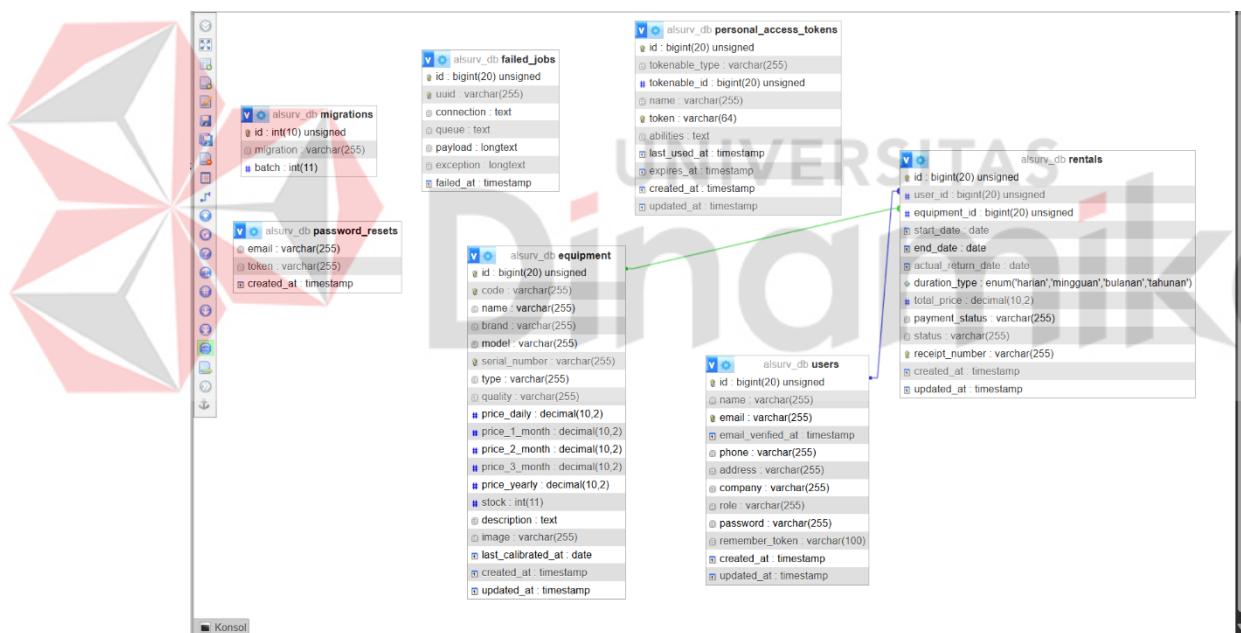 alsurv_db migrations
id : int(10) unsigned
migration : varchar(255)
batch : int(11)
alsurv_db password_resets
email : varchar(255)
token : varchar(255)
created_at : timestamp
alsurv_db failed_jobs
id : bigint(20) unsigned
uuid : varchar(255)
connection : text
queue : text
payload : longtext
exception : longtext
failed_at : timestamp
alsurv_db equipment
id : bigint(20) unsigned
code : varchar(255)
name : varchar(255)
brand : varchar(255)
model : varchar(255)
serial_number : varchar(255)
type : varchar(255)
quality : varchar(255)
price_daily : decimal(10,2)
price_1_month : decimal(10,2)
price_2_month : decimal(10,2)
price_3_month : decimal(10,2)
price_yearly : decimal(10,2)
stock : int(11)
description : text
image : varchar(255)
last_calibrated_at : date
created_at : timestamp
updated_at : timestamp
alsurv_db personal_access_tokens
id : bigint(20) unsigned
tokenable_type : varchar(255)
tokenable_id : bigint(20) unsigned
name : varchar(255)
token : varchar(64)
abilities : text
last_used_at : timestamp
expires_at : timestamp
created_at : timestamp
updated_at : timestamp
alsurv_db users
id : bigint(20) unsigned
name : varchar(255)
email : varchar(255)
email_verified_at : timestamp
phone : varchar(255)
address : varchar(255)
company : varchar(255)
role : varchar(255)
password : varchar(255)
remember_token : varchar(100)
created_at : timestamp
updated_at : timestamp
alsurv_db rentals
id : bigint(20) unsigned
user_id : bigint(20) unsigned
equipment_id : bigint(20) unsigned
start_date : date
end_date : date
actual_return_date : date
duration_type : enum('harian','mingguan','bulanan','tahunan')
total_price : decimal(10,2)
payment_status : varchar(255)
status : varchar(255)
receipt_number : varchar(255)
created_at : timestamp
updated_at : timestamp
UNIVERSITAS
Dinamika
Konsol